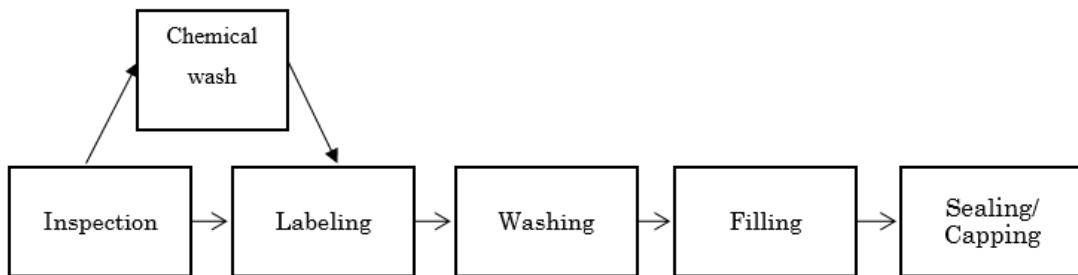 Chemical
wash
Inspection
Labeling
Washing
Filling
Sealing/
Capping